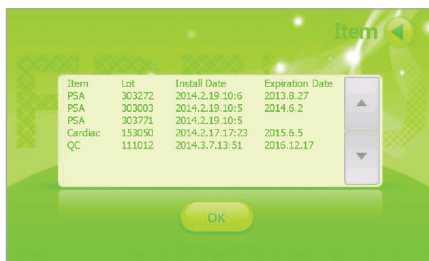 Item
Item Lot Install Date Expiration Date
PSA 303272 2014.2.19.10:6 2013.8.27
PSA 303003 2014.2.19.10:5 2014.6.2
PSA 303771 2014.2.19.10:5
Cardiac 153050 2014.2.17.17:23 2015.6.5
QC 111012 2014.3.7.13:51 2016.12.17
OK